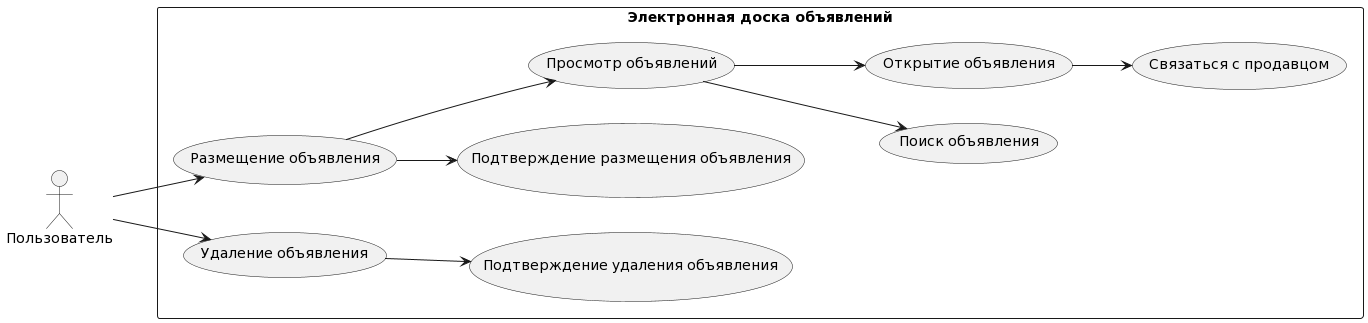 Электронная доска объявлений
Просмотр объявлений
Открытие объявления
Связаться с продавцом
Поиск объявления
Размещение объявления
Подтверждение размещения объявления
Пользователь
Удаление объявления
Подтверждение удаления объявления